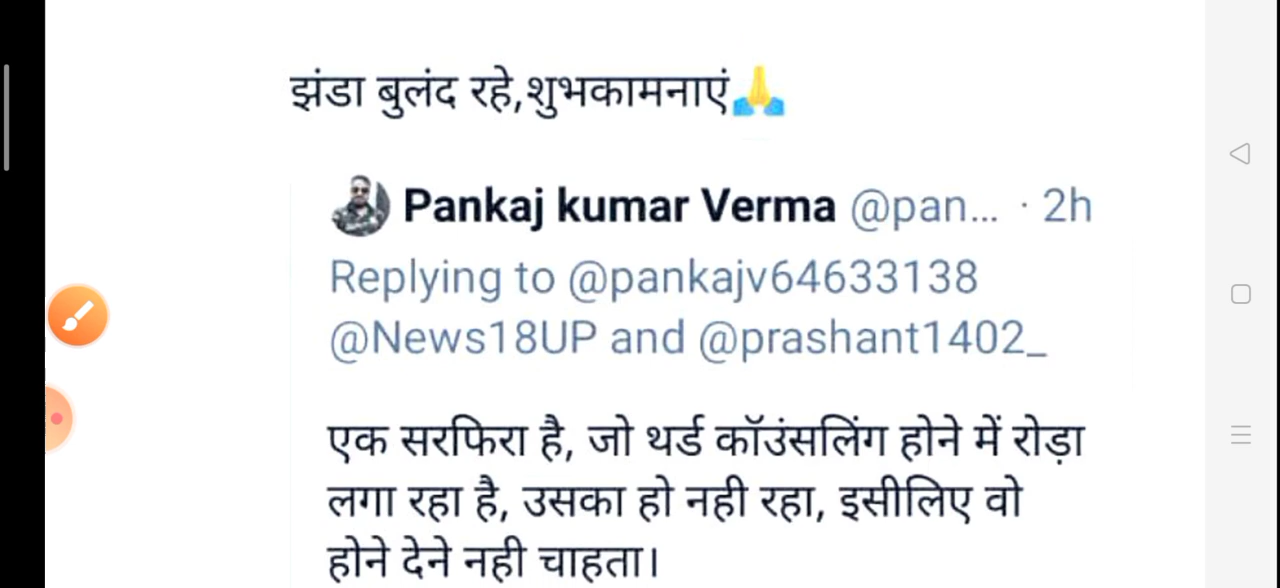 झंडा बुलंद रहे,शुभकामनाएं🙏
Pankaj kumar Verma @pan... · 2h
Replying to @pankajv64633138
@News18UP and @prashant1402_
एक सरफिरा है, जो थर्ड कॉउंसलिंग होने में रोड़ा
लगा रहा है, उसका हो नही रहा, इसीलिए वो
होने देने नही चाहता।